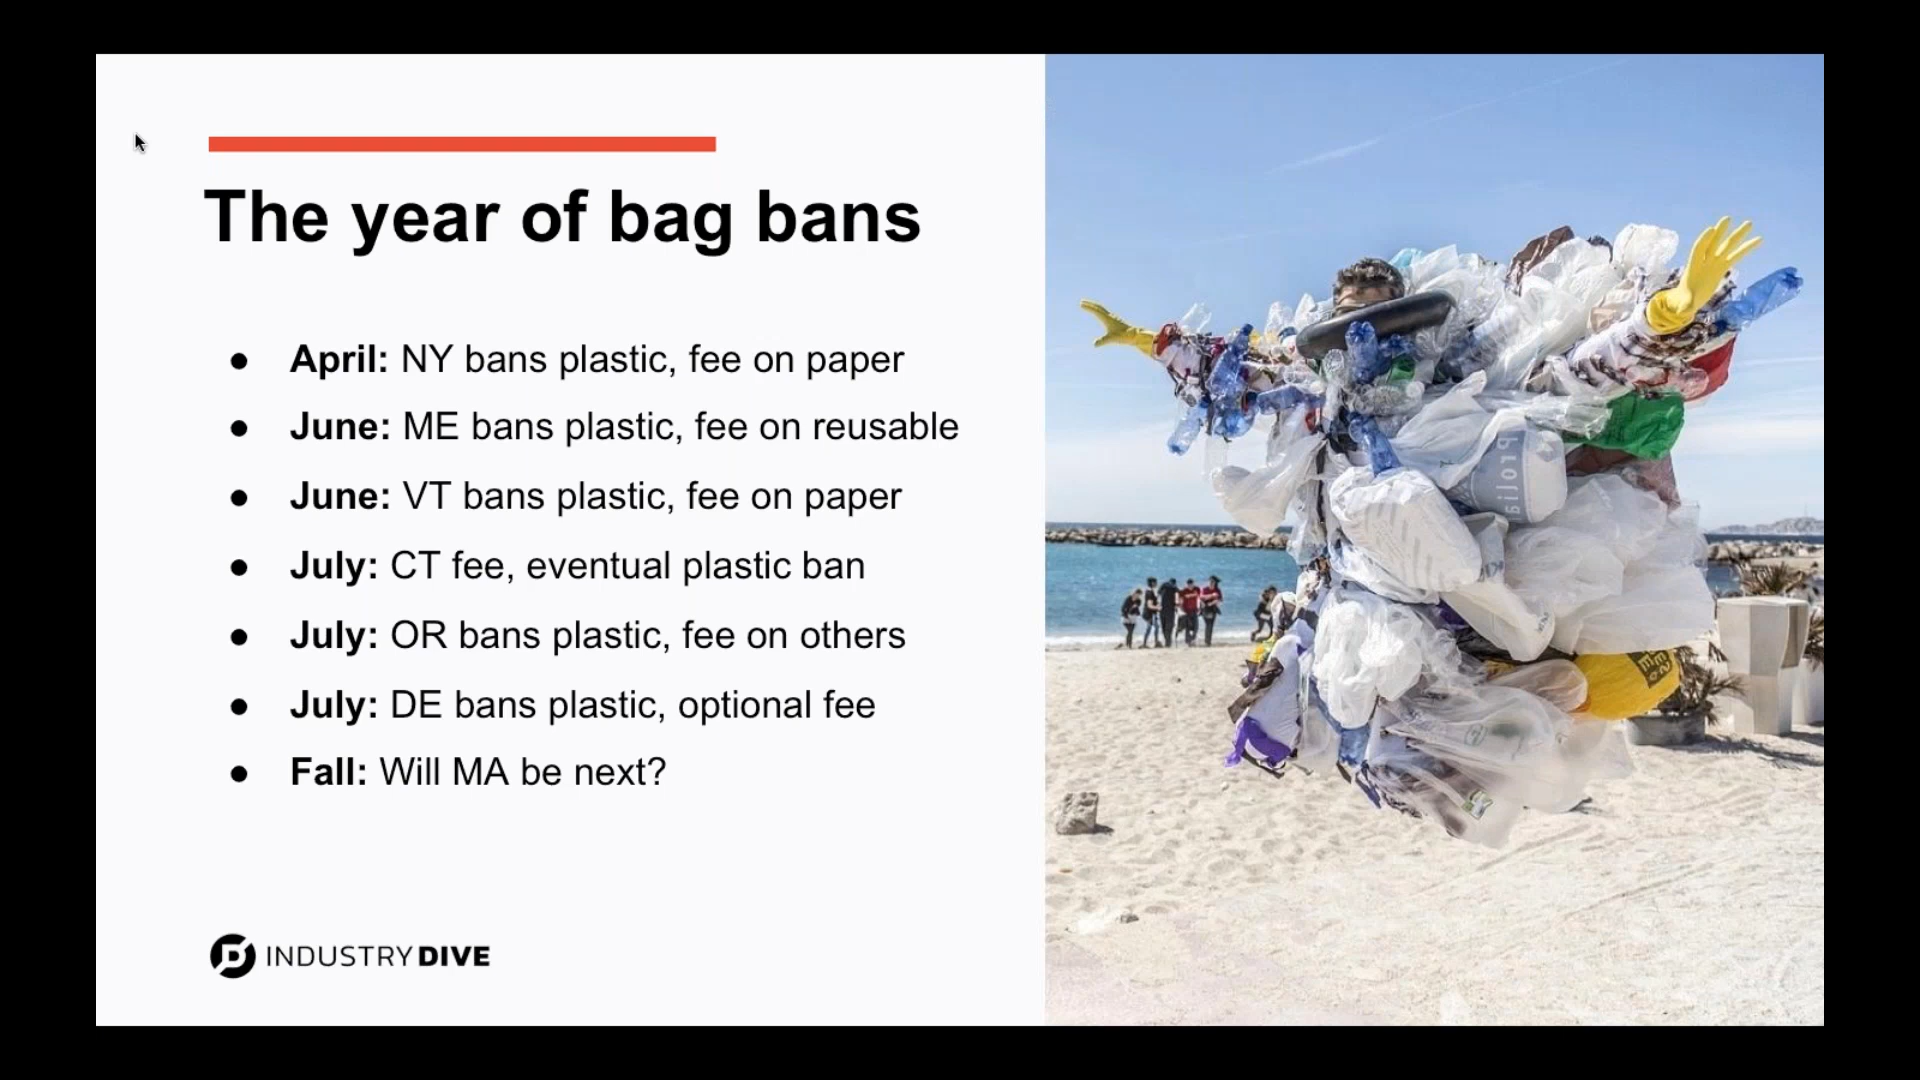 The year of bag bans
● April: NY bans plastic, fee on paper
● June: ME bans plastic, fee on reusable
● June: VT bans plastic, fee on paper
● July: CT fee, eventual plastic ban
● July: OR bans plastic, fee on others
● July: DE bans plastic, optional fee
● Fall: Will MA be next?
INDUSTRY DIVE